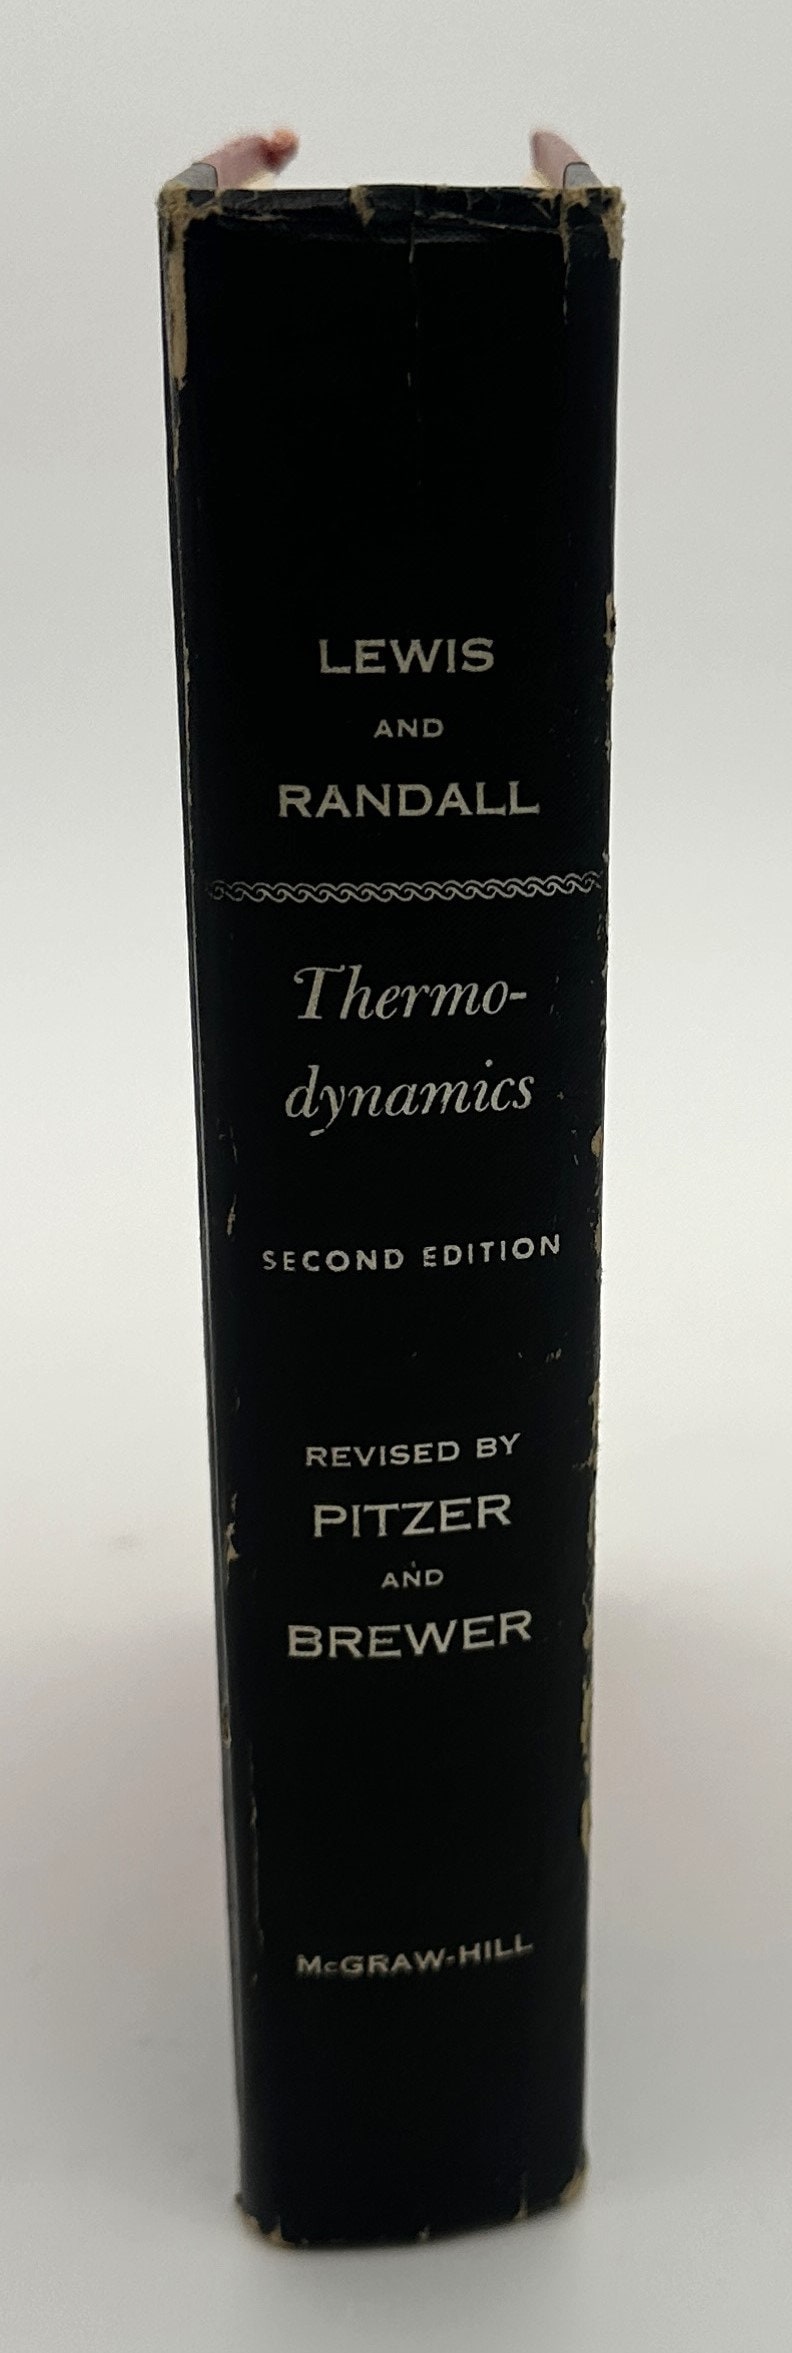 LEWIS
AND
RANDALL
Thermo-
dynamics
SECOND EDITION
REVISED BY
PITZER
AND
BREWER
McGRAW-HILL